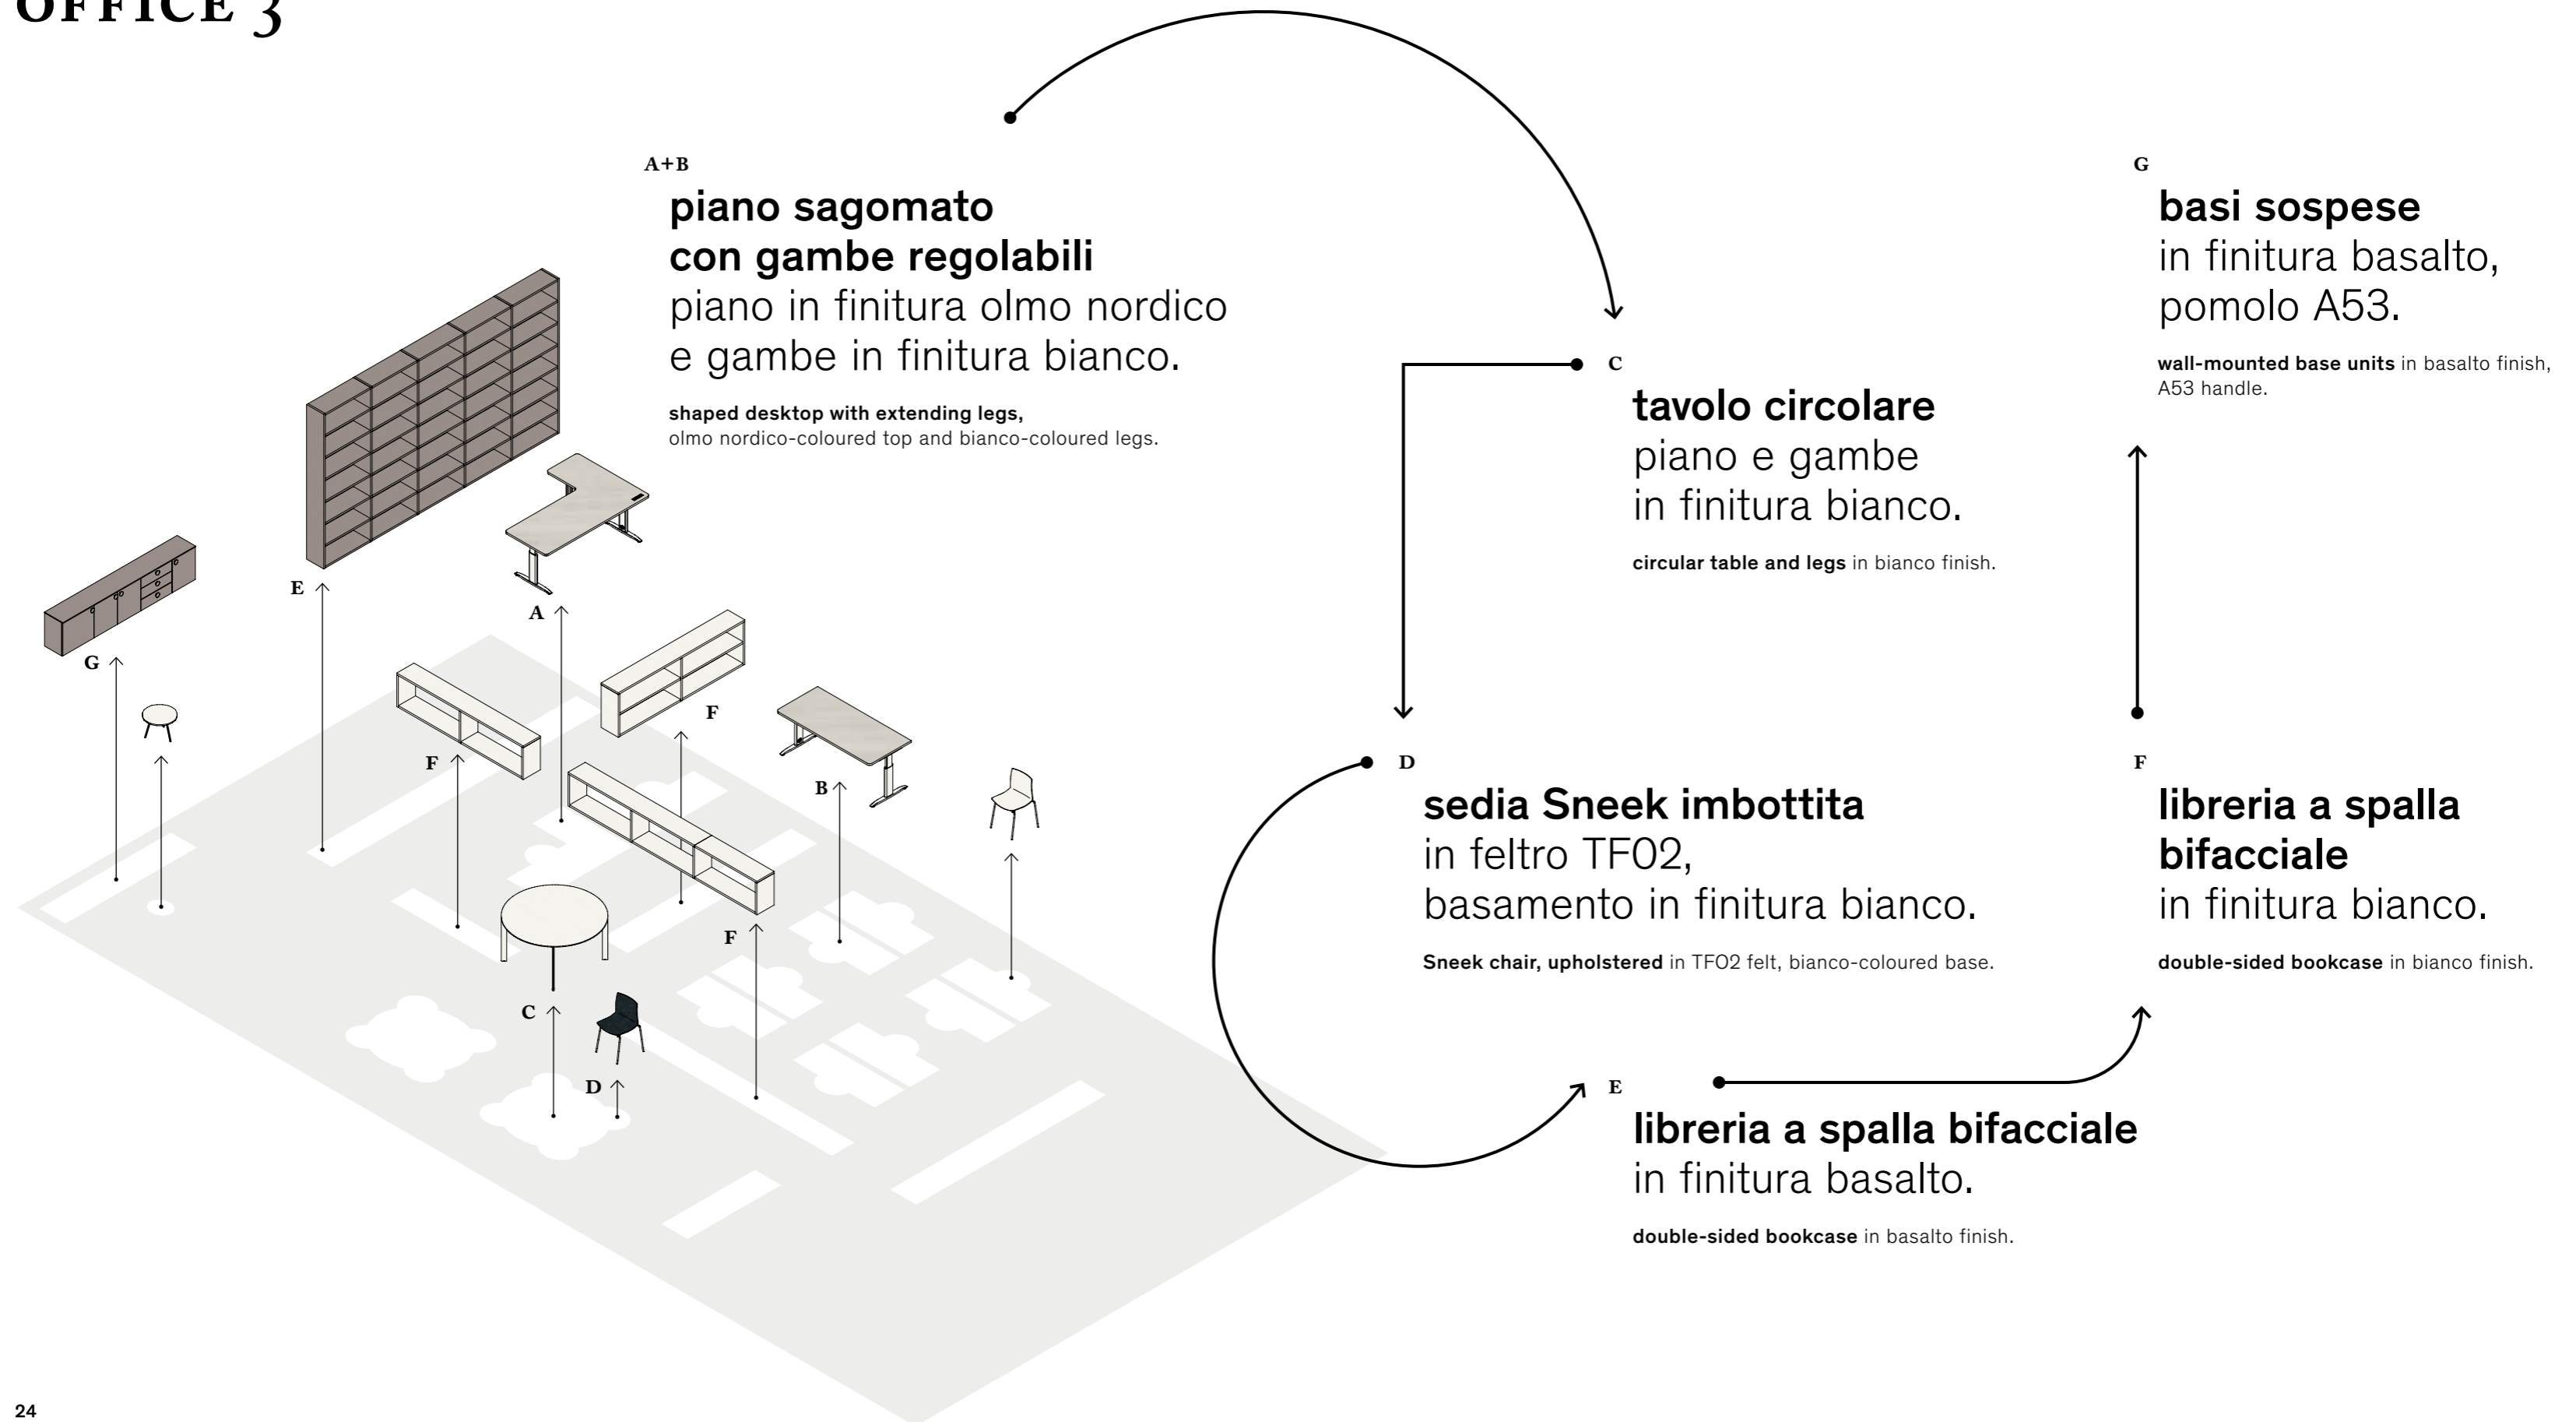 OFFICE 3
A+B
piano sagomato
con gambe regolabili
piano in finitura olmo nordico
e gambe in finitura bianco.
shaped desktop with extending legs,
olmo nordico-coloured top and bianco-coloured legs.
C
tavolo circolare
piano e gambe
in finitura bianco.
circular table and legs in bianco finish.
D
sedia Sneek imbottita
in feltro TF02,
basamento in finitura bianco.
Sneek chair, upholstered in TF02 felt, bianco-coloured base.
E
libreria a spalla bifacciale
in finitura basalto.
double-sided bookcase in basalto finish.
F
libreria a spalla
bifacciale
in finitura bianco.
double-sided bookcase in bianco finish.
G
basi sospese
in finitura basalto,
pomolo A53.
wall-mounted base units in basalto finish,
A53 handle.
E
A
G
F
F
B
F
C
D
24